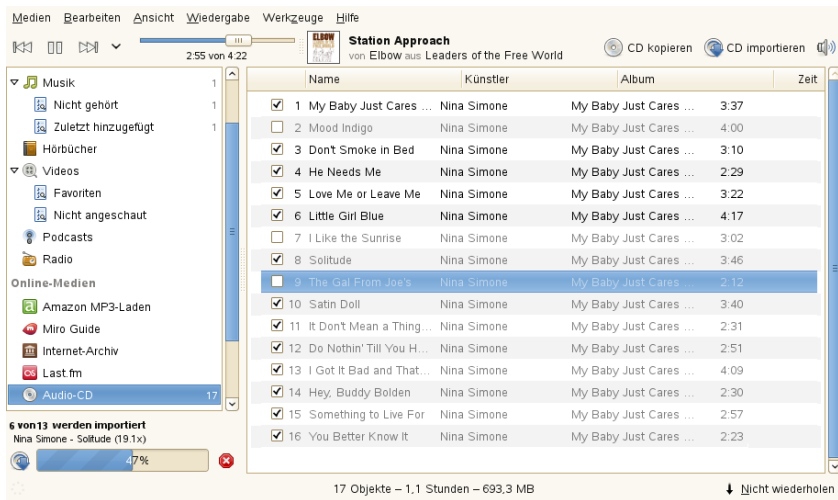 Medien Bearbeiten Ansicht Wiedergabe Werkzeuge Hilfe
2:55 von 4:22
ELBOW
Station Approach
von Elbow aus Leaders of the Free World
CD kopieren
CD importieren
Musik 1
Nicht gehört 1
Zuletzt hinzugefügt 1
Hörbücher
Videos
Favoriten
Nicht angeschaut
Podcasts
Radio
Online-Medien
Amazon MP3-Laden
Miro Guide
Internet-Archiv
Last.fm
Audio-CD 17
6 von 13 werden importiert
Nina Simone - Solitude (19.1x)
47%
Name Künstler Album Zeit
1 My Baby Just Cares ... Nina Simone My Baby Just Cares ... 3:37
2 Mood Indigo Nina Simone My Baby Just Cares ... 4:00
3 Don't Smoke in Bed Nina Simone My Baby Just Cares ... 3:10
4 He Needs Me Nina Simone My Baby Just Cares ... 2:29
5 Love Me or Leave Me Nina Simone My Baby Just Cares ... 3:22
6 Little Girl Blue Nina Simone My Baby Just Cares ... 4:17
7 I Like the Sunrise Nina Simone My Baby Just Cares ... 3:02
8 Solitude Nina Simone My Baby Just Cares ... 3:46
9 The Gal From Joe's Nina Simone My Baby Just Cares ... 2:12
10 Satin Doll Nina Simone My Baby Just Cares ... 3:40
11 It Don't Mean a Thing... Nina Simone My Baby Just Cares ... 2:31
12 Do Nothin' Till You H... Nina Simone My Baby Just Cares ... 2:51
13 I Got It Bad and That... Nina Simone My Baby Just Cares ... 4:09
14 Hey, Buddy Bolden Nina Simone My Baby Just Cares ... 2:30
15 Something to Live For Nina Simone My Baby Just Cares ... 2:57
16 You Better Know It Nina Simone My Baby Just Cares ... 2:23
17 Objekte – 1,1 Stunden – 693,3 MB
Nicht wiederholen